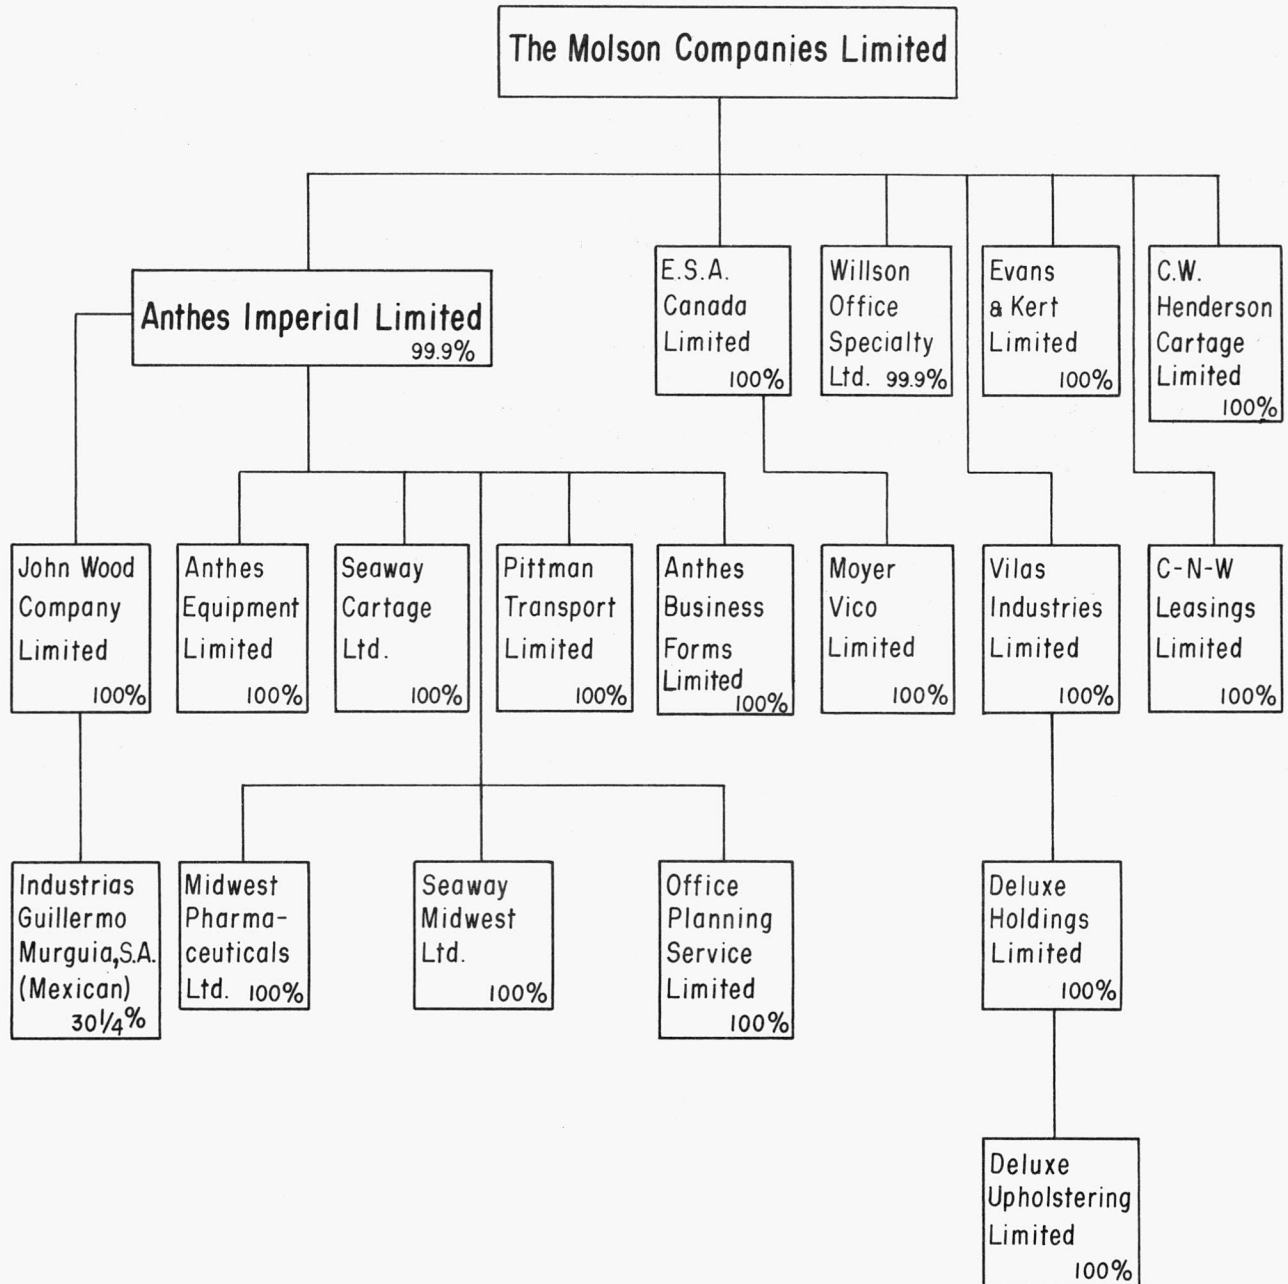 The Molson Companies Limited
Anthes Imperial Limited
99.9%
E.S.A.
Canada
Limited
100%
Willson
Office
Specialty
Ltd. 99.9%
Evans
& Kert
Limited
100%
C.W.
Henderson
Cartage
Limited
100%
John Wood
Company
Limited
100%
Anthes
Equipment
Limited
100%
Seaway
Cartage
Ltd.
100%
Pittman
Transport
Limited
100%
Anthes
Business
Forms
Limited
100%
Moyer
Vico
Limited
100%
Vilas
Industries
Limited
100%
C-N-W
Leasings
Limited
100%
Industrias
Guillermo
Murguia,S.A.
(Mexican)
30 1/4%
Midwest
Pharma-
ceuticals
Ltd. 100%
Seaway
Midwest
Ltd.
100%
Office
Planning
Service
Limited
100%
Deluxe
Holdings
Limited
100%
Deluxe
Upholstering
Limited
100%